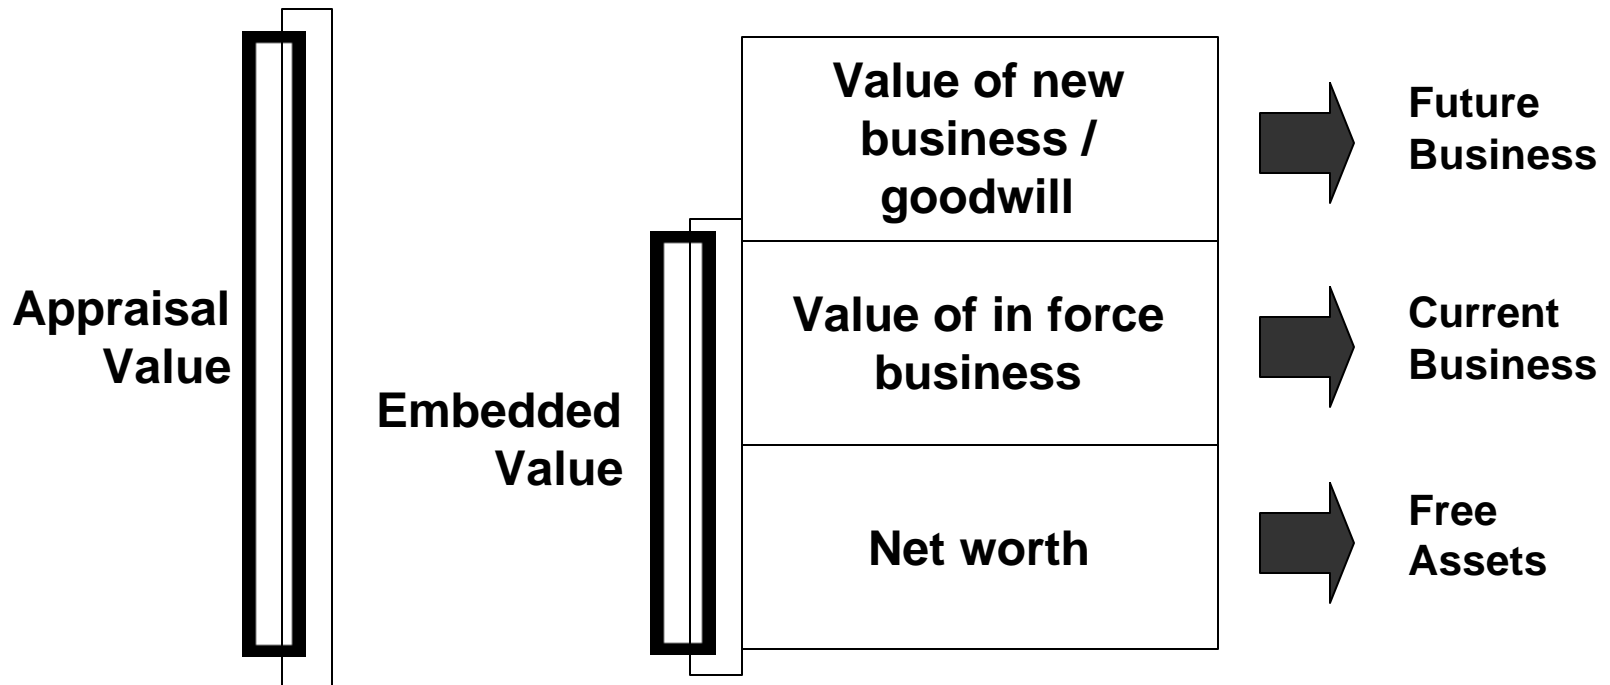 Appraisal
Value
Embedded
Value
Value of new
business /
goodwill
Value of in force
business
Net worth
Future
Business
Current
Business
Free
Assets